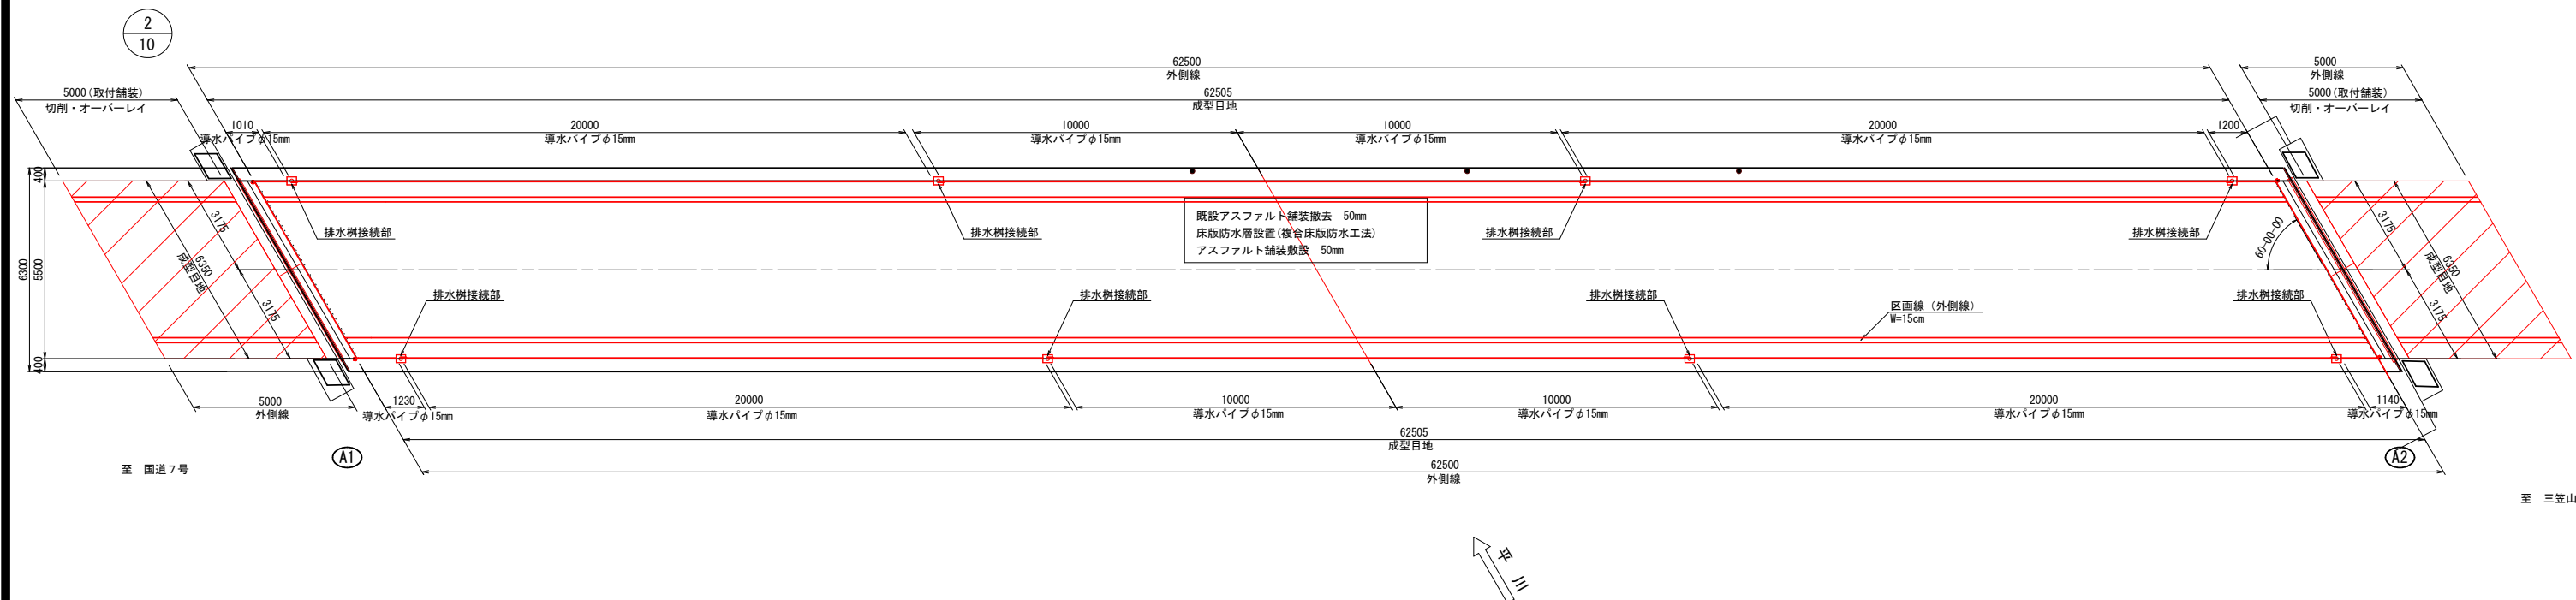 2
10
62500
外側線
5000
外側線
5000(取付舗装)
切削・オーバーレイ
62505
成型目地
5000(取付舗装)
切削・オーバーレイ
1010
導水パイプφ15mm
20000
導水パイプφ15mm
10000
導水パイプφ15mm
10000
導水パイプφ15mm
20000
導水パイプφ15mm
1200
400
5500
6300
400
3175
6350
成型目地
3175
排水桝接続部
排水桝接続部
排水桝接続部
排水桝接続部
既設アスファルト舗装撤去 50mm
床版防水層設置(複合床版防水工法)
アスファルト舗装敷設 50mm
60-00-00
3175
6350
成型目地
3175
排水桝接続部
排水桝接続部
排水桝接続部
排水桝接続部
区画線（外側線）
W=15cm
5000
外側線
1230
導水パイプφ15mm
20000
導水パイプφ15mm
10000
導水パイプφ15mm
10000
導水パイプφ15mm
20000
導水パイプφ15mm
1140
導水パイプφ15mm
62505
成型目地
62500
外側線
A1
A2
至 国道７号
至 三笠山
平川